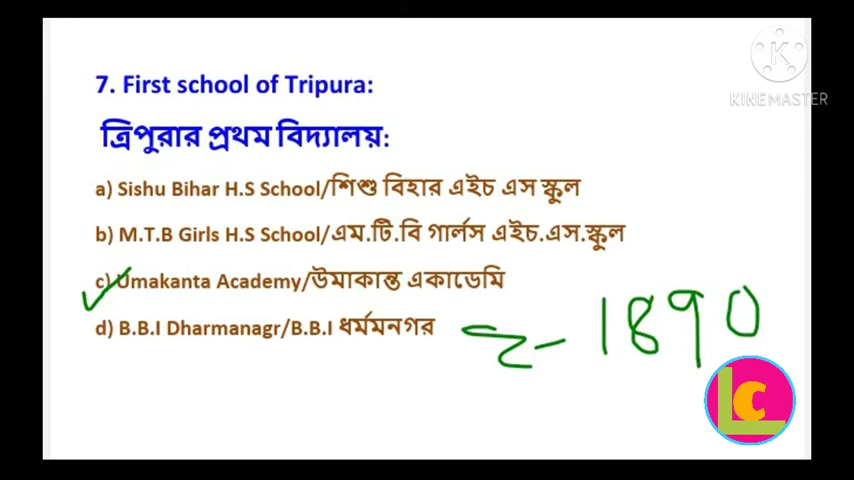 KINEMASTER
7. First school of Tripura:
ত্রিপুরার প্রথম বিদ্যালয়:
a) Sishu Bihar H.S School/শিশু বিহার এইচ এস স্কুল
b) M.T.B Girls H.S School/এম.টি.বি গার্লস এইচ.এস.স্কুল
c) Umakanta Academy/উমাকান্ত একাডেমি
d) B.B.I Dharmanagr/B.B.I ধর্মমনগর
1890
LC